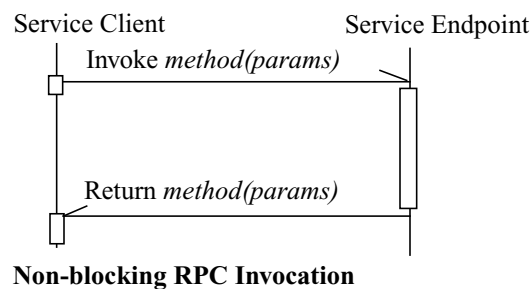 Service Client
Service Endpoint
Invoke method(params)
Return method(params)
Non-blocking RPC Invocation